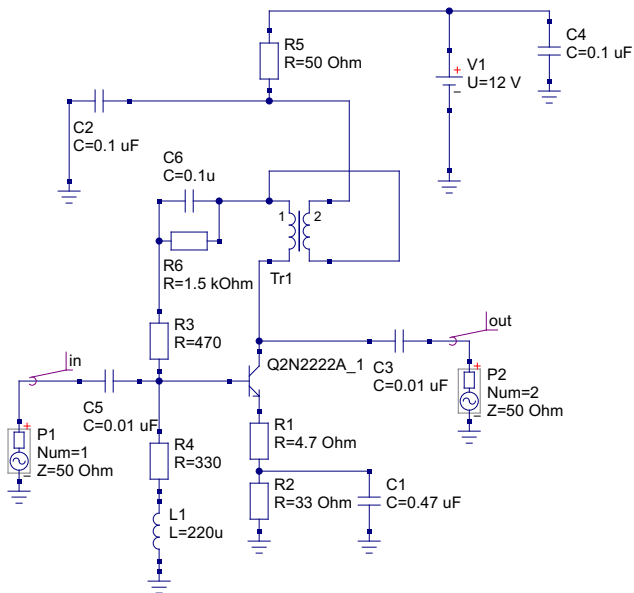 R5
R=50 Ohm
V1
U=12 V
C4
C=0.1 uF
C2
C=0.1 uF
C6
C=0.1u
1 2
R6
R=1.5 kOhm
Tr1
R3
R=470
in
out
Q2N2222A_1
C3
C=0.01 uF
C5
C=0.01 uF
P1
Num=1
Z=50 Ohm
R4
R=330
R1
R=4.7 Ohm
P2
Num=2
Z=50 Ohm
L1
L=220u
R2
R=33 Ohm
C1
C=0.47 uF